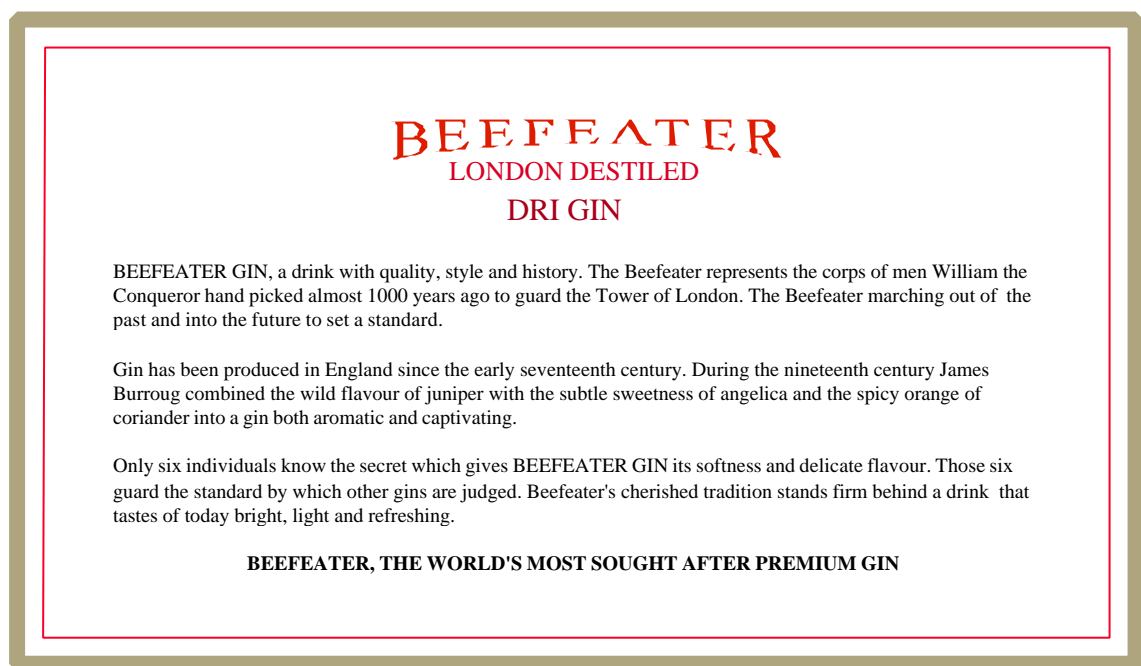 BEEFEATER
LONDON DESTILED
DRI GIN
BEEFEATER GIN, a drink with quality, style and history. The Beefeater represents the corps of men William the
Conqueror hand picked almost 1000 years ago to guard the Tower of London. The Beefeater marching out of the
past and into the future to set a standard.
Gin has been produced in England since the early seventeenth century. During the nineteenth century James
Burroug combined the wild flavour of juniper with the subtle sweetness of angelica and the spicy orange of
coriander into a gin both aromatic and captivating.
Only six individuals know the secret which gives BEEFEATER GIN its softness and delicate flavour. Those six
guard the standard by which other gins are judged. Beefeater's cherished tradition stands firm behind a drink that
tastes of today bright, light and refreshing.
BEEFEATER, THE WORLD'S MOST SOUGHT AFTER PREMIUM GIN